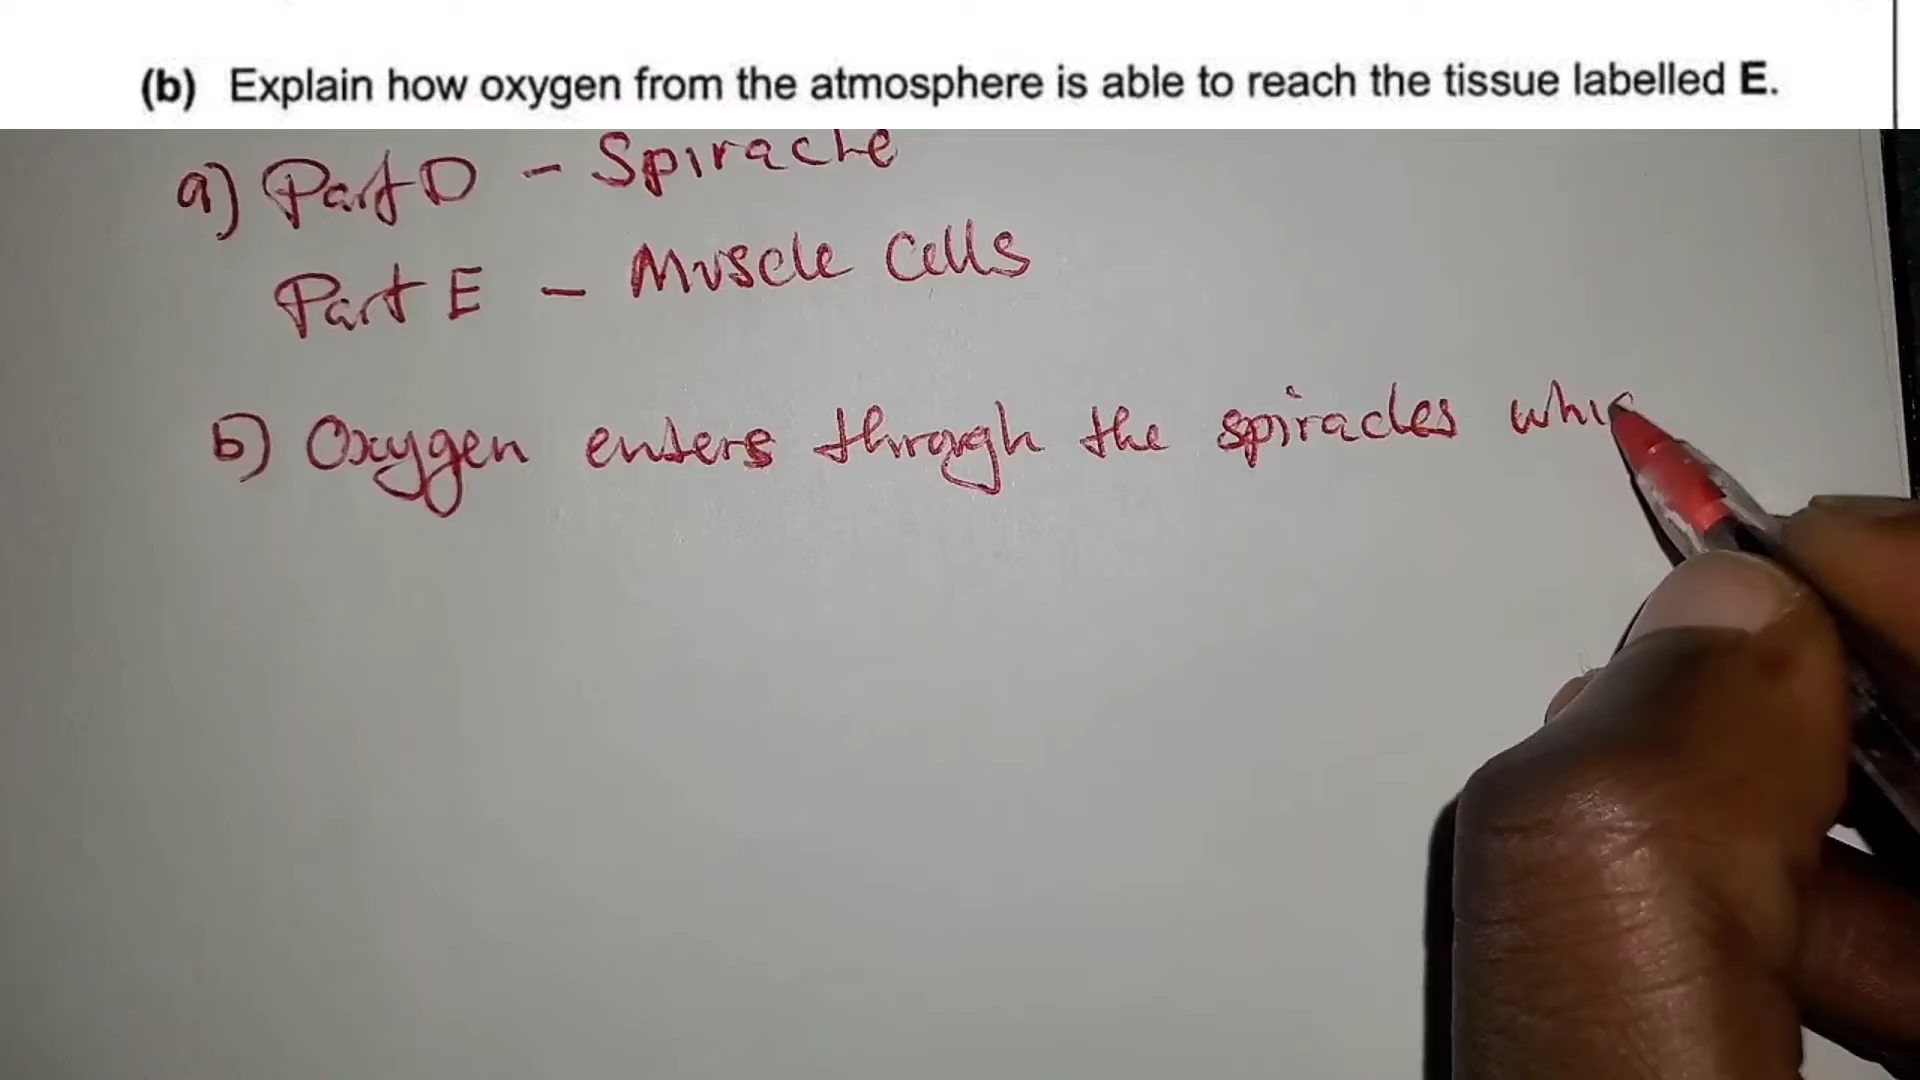 (b) Explain how oxygen from the atmosphere is able to reach the tissue labelled E.
a) Part D - Spiracle
Part E - Muscle Cells
b) Oxygen enters through the spiracles whic